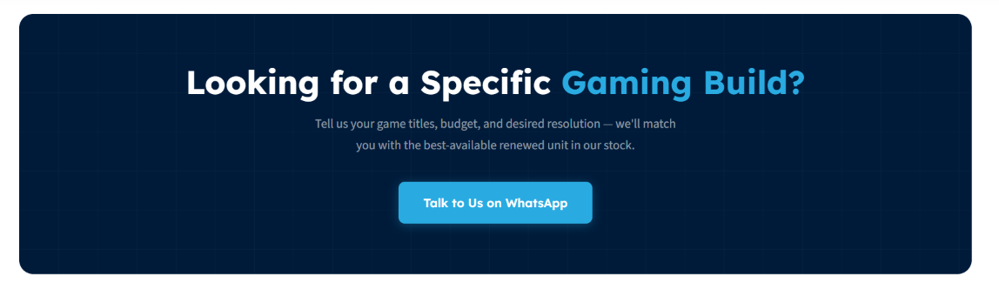 Looking for a Specific Gaming Build?
Tell us your game titles, budget, and desired resolution — we'll match
you with the best-available renewed unit in our stock.
Talk to Us on WhatsApp